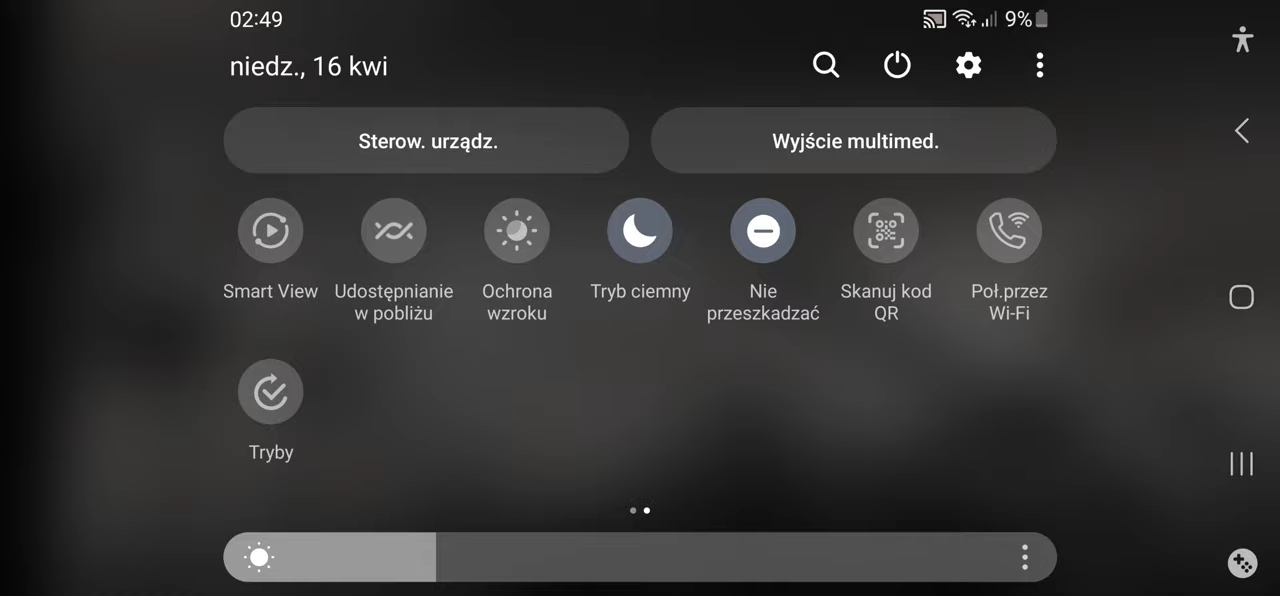 02:49
9%
niedz., 16 kwi
Sterow. urządz.
Wyjście multimed.
Smart View
Udostępnianie
w pobliżu
Ochrona
wzroku
Tryb ciemny
Nie
przeszkadzać
Skanuj kod
QR
Poł.przez
Wi-Fi
Tryby